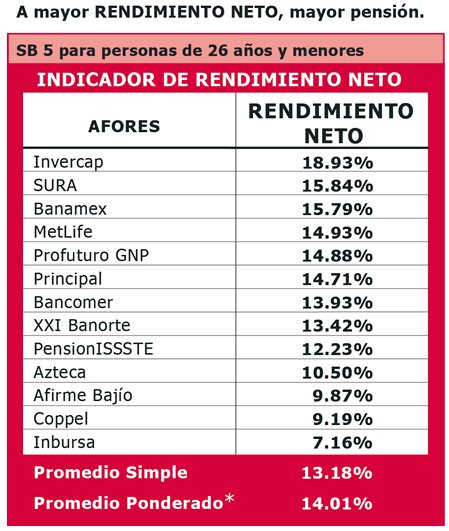 A mayor RENDIMIENTO NETO, mayor pensión.
SB 5 para personas de 26 años y menores
INDICADOR DE RENDIMIENTO NETO
AFORES RENDIMIENTO NETO
Invercap 18.93%
SURA 15.84%
Banamex 15.79%
MetLife 14.93%
Profuturo GNP 14.88%
Principal 14.71%
Bancomer 13.93%
XXI Banorte 13.42%
PensionISSSTE 12.23%
Azteca 10.50%
Afirme Bajío 9.87%
Coppel 9.19%
Inbursa 7.16%
Promedio Simple 13.18%
Promedio Ponderado* 14.01%